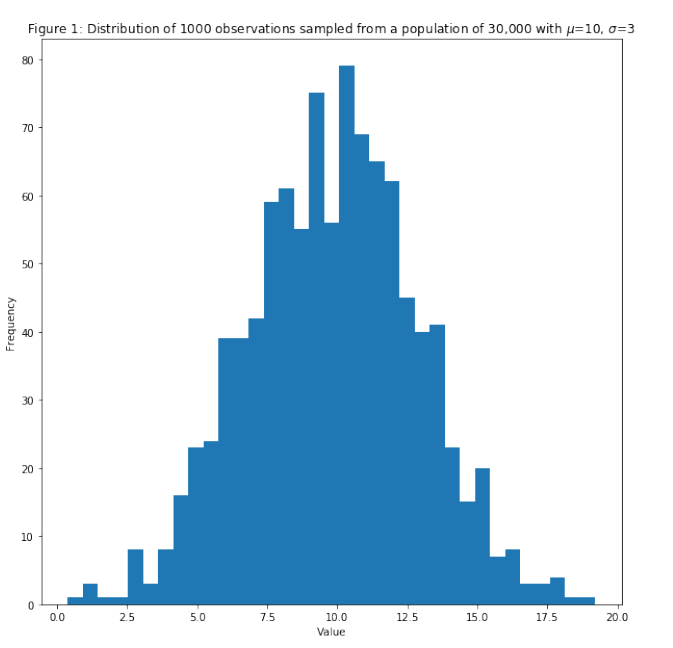 Figure 1: Distribution of 1000 observations sampled from a population of 30,000 with μ=10, σ=3
80
70
60
50
40
30
20
10
0
Frequency
0.0 2.5 5.0 7.5 10.0 12.5 15.0 17.5 20.0
Value